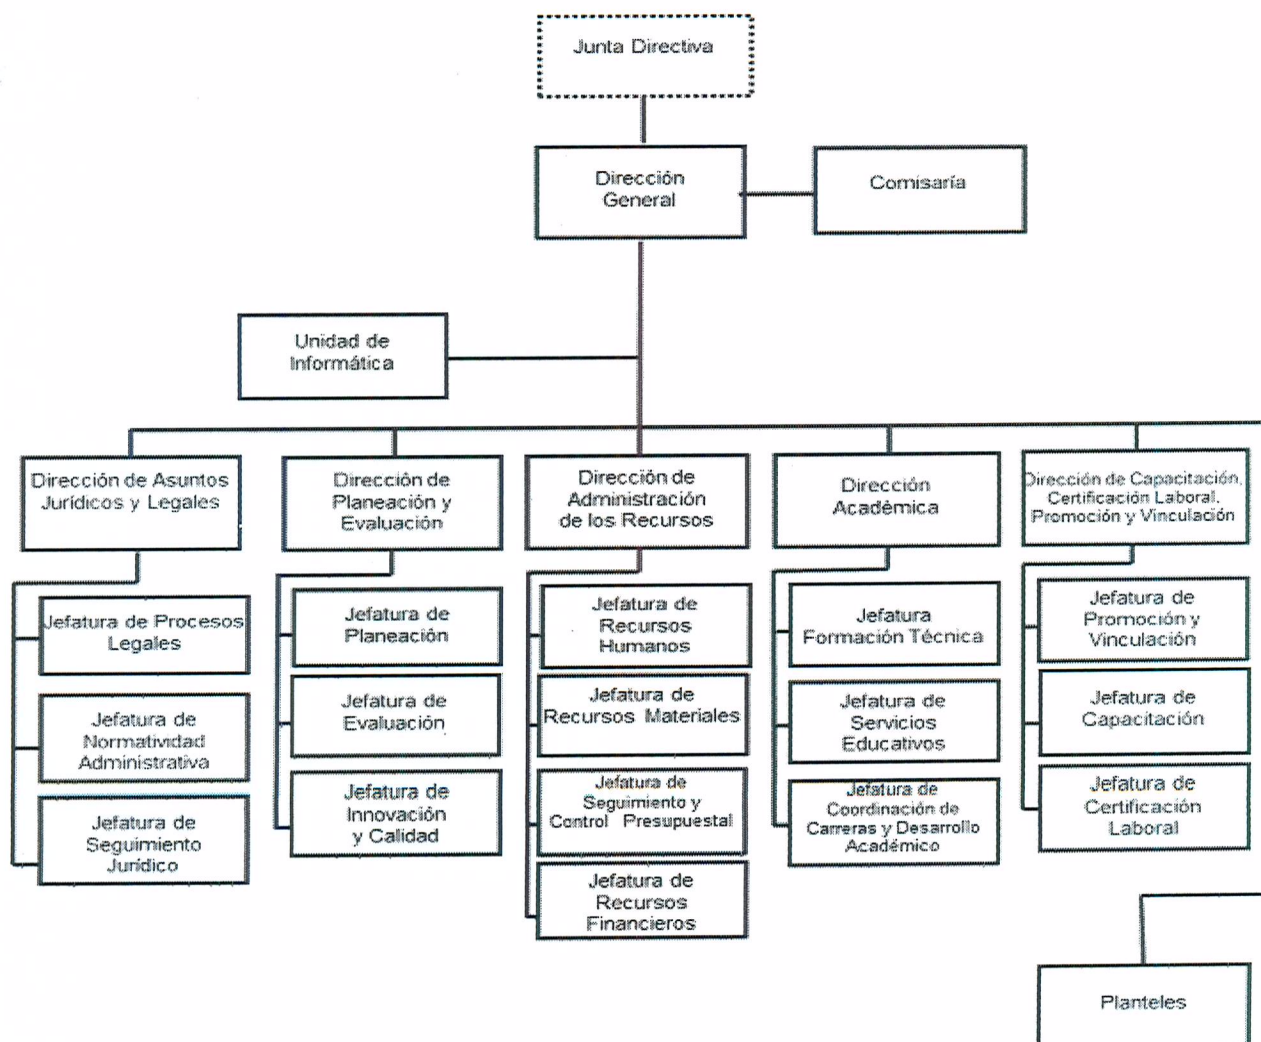 Junta Directiva
Dirección
General
Comisaría
Unidad de
Informática
Dirección de Asuntos
Jurídicos y Legales
Dirección de
Planeación y
Evaluación
Dirección de
Administración
de los Recursos
Dirección
Académica
Dirección de Capacitación,
Certificación Laboral,
Promoción y Vinculación
Jefatura de Procesos
Legales
Jefatura de
Normatividad
Administrativa
Jefatura de
Seguimiento
Jurídico
Jefatura de
Planeación
Jefatura de
Evaluación
Jefatura de
Innovación
y Calidad
Jefatura de
Recursos
Humanos
Jefatura de
Recursos Materiales
Jefatura de
Seguimiento y
Control Presupuestal
Jefatura de
Recursos
Financieros
Jefatura
Formación Técnica
Jefatura de
Servicios
Educativos
Jefatura de
Coordinación de
Carreras y Desarrollo
Académico
Jefatura de
Promoción y
Vinculación
Jefatura de
Capacitación
Jefatura de
Certificación
Laboral
Planteles